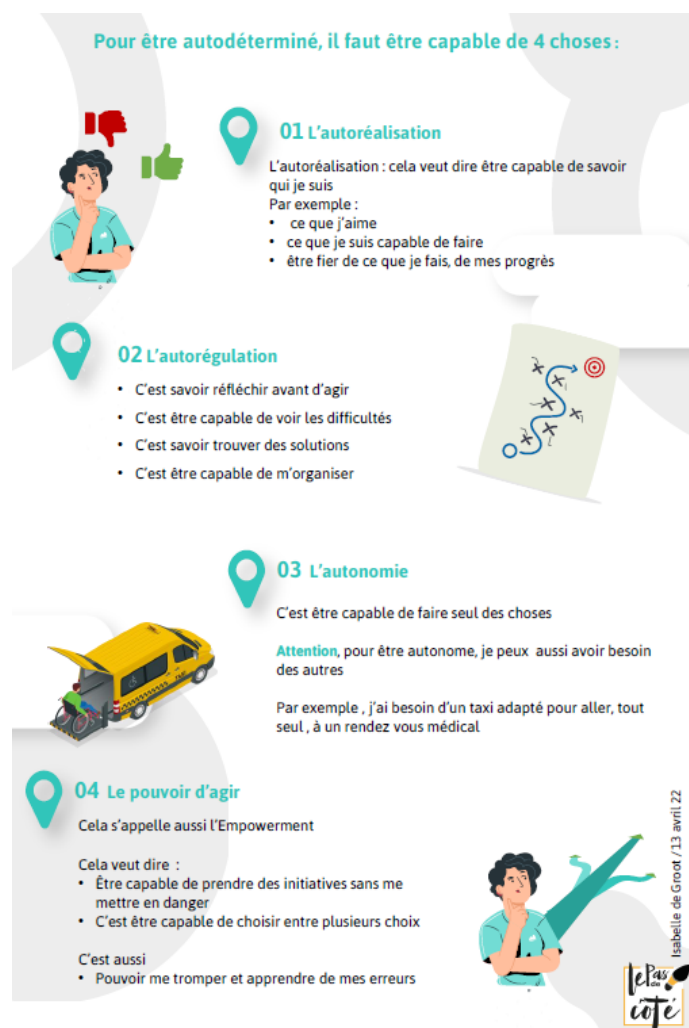 Pour être autodéterminé, il faut être capable de 4 choses :
01 L'autoréalisation
L'autoréalisation : cela veut dire être capable de savoir
qui je suis
Par exemple :
• ce que j'aime
• ce que je suis capable de faire
• être fier de ce que je fais, de mes progrès
02 L'autorégulation
• C'est savoir réfléchir avant d'agir
• C'est être capable de voir les difficultés
• C'est savoir trouver des solutions
• C'est être capable de m'organiser
03 L'autonomie
C'est être capable de faire seul des choses
Attention, pour être autonome, je peux aussi avoir besoin
des autres
Par exemple , j'ai besoin d'un taxi adapté pour aller, tout
seul , à un rendez vous médical
04 Le pouvoir d'agir
Cela s'appelle aussi l'Empowerment
Cela veut dire :
• Être capable de prendre des initiatives sans me
mettre en danger
• C'est être capable de choisir entre plusieurs choix
C'est aussi
• Pouvoir me tromper et apprendre de mes erreurs
Isabelle de Groot / 13 avril 22
le Pas
de
côté